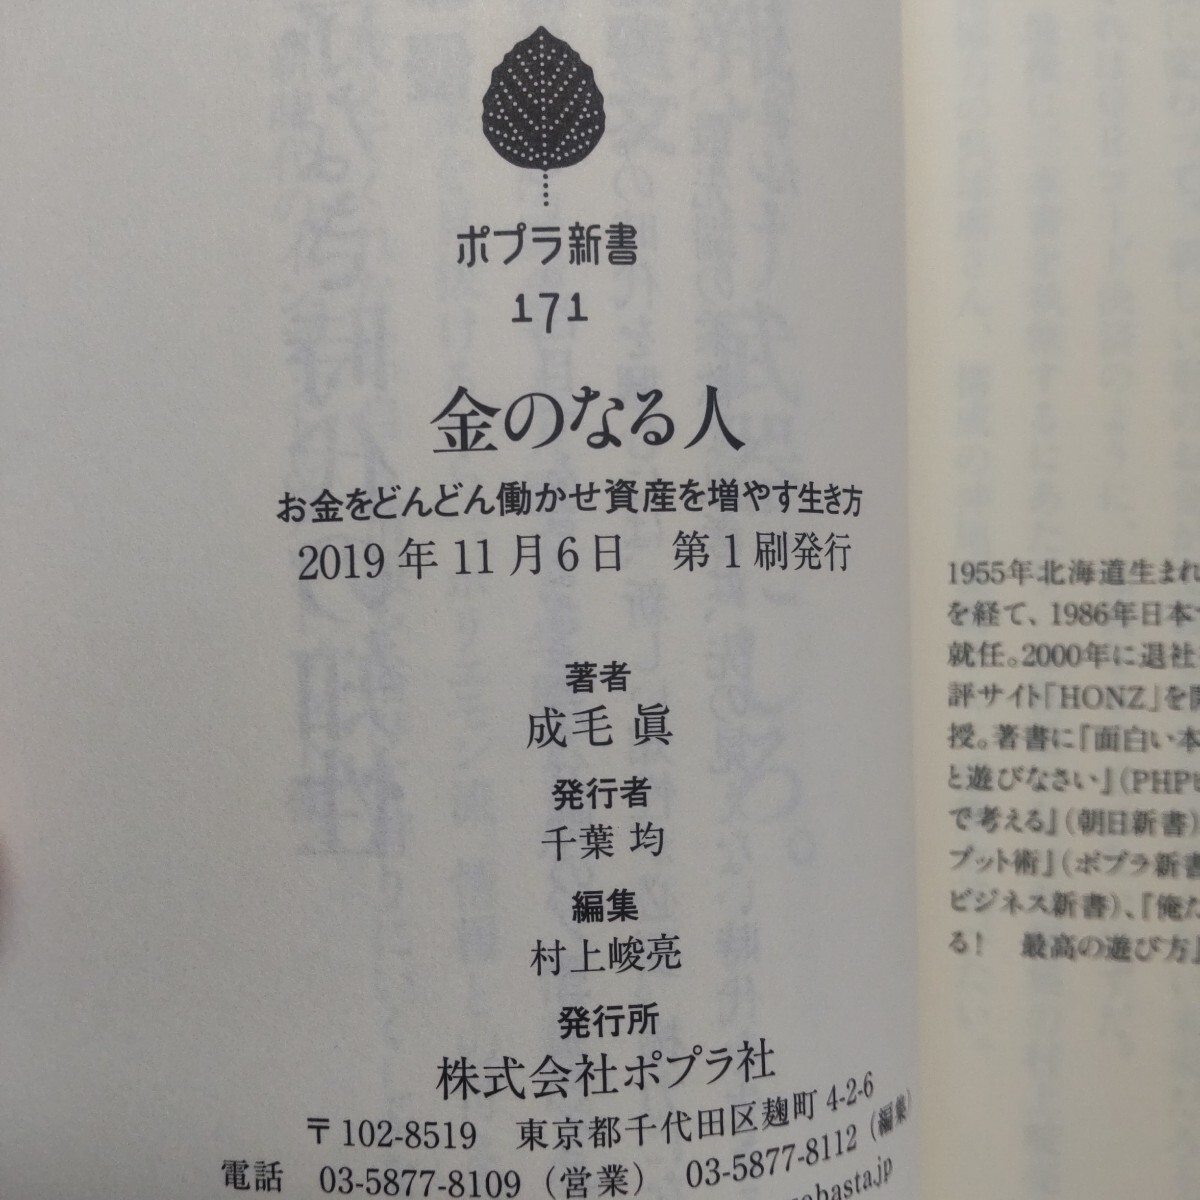 ポプラ新書
171
金のなる人
お金をどんどん働かせ資産を増やす生き方
2019年11月6日　第1刷発行
著者
成毛 眞
発行者
千葉 均
編集
村上峻亮
発行所
株式会社ポプラ社
〒102-8519　東京都千代田区麹町 4-2-6
電話　03-5877-8109（営業）　03-5877-8112（編集）
1955年北海道生まれ
を経て、1986年日本
就任。2000年に退社
評サイト「HONZ」を
授。著書に『面白い本
と遊びなさい』（PHP
で考える』（朝日新書）
プット術』（ポプラ新書
ビジネス新書）、『俺た
る！　最高の遊び方』